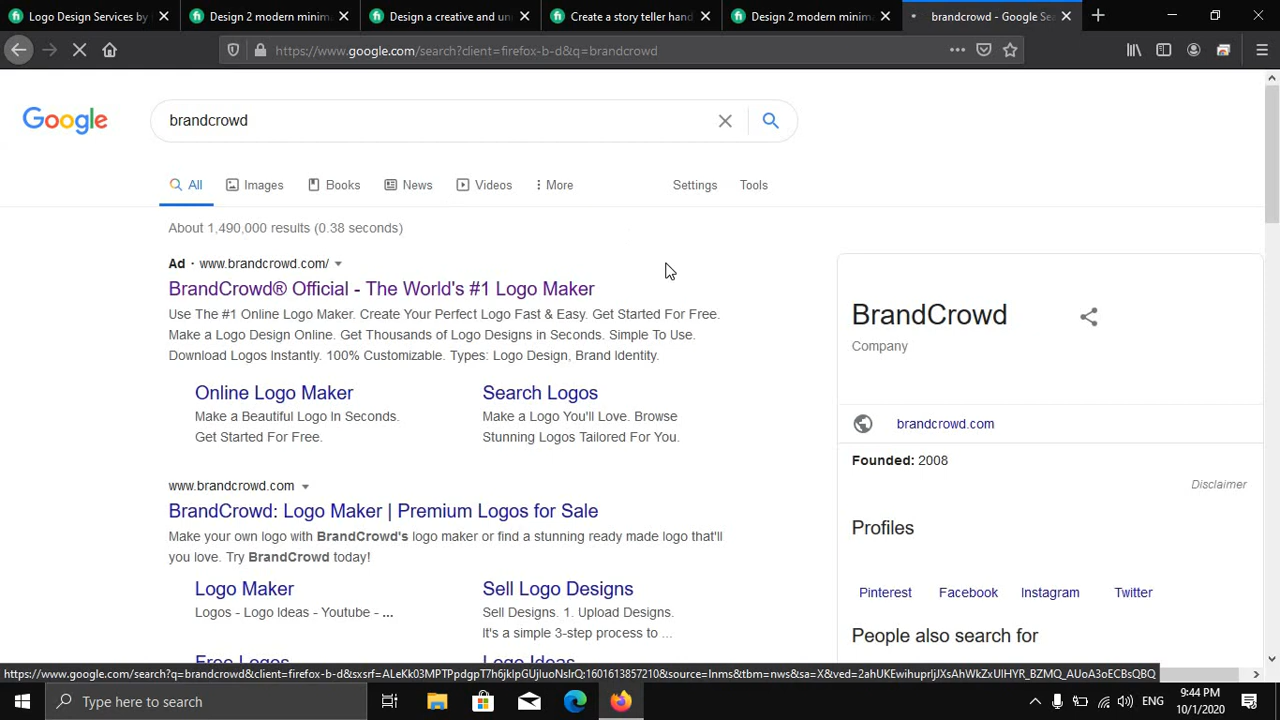 Logo Design Services by
Design 2 modern minima
Design a creative and uni
Create a story teller hand
Design 2 modern minima
brandcrowd - Google Sea
https://www.google.com/search?client=firefox-b-d&q=brandcrowd
Google
brandcrowd
All
Images
Books
News
Videos
More
Settings
Tools
About 1,490,000 results (0.38 seconds)
Ad · www.brandcrowd.com/
BrandCrowd® Official - The World's #1 Logo Maker
Use The #1 Online Logo Maker. Create Your Perfect Logo Fast & Easy. Get Started For Free.
Make a Logo Design Online. Get Thousands of Logo Designs in Seconds. Simple To Use.
Download Logos Instantly. 100% Customizable. Types: Logo Design, Brand Identity.
Online Logo Maker
Make a Beautiful Logo In Seconds.
Get Started For Free.
Search Logos
Make a Logo You'll Love. Browse
Stunning Logos Tailored For You.
www.brandcrowd.com
BrandCrowd: Logo Maker | Premium Logos for Sale
Make your own logo with BrandCrowd's logo maker or find a stunning ready made logo that'll
you love. Try BrandCrowd today!
Logo Maker
Logos - Logo Ideas - Youtube - ...
Sell Logo Designs
Sell Designs. 1. Upload Designs.
It's a simple 3-step process to ...
Free Logos
Logo Ideas
BrandCrowd
Company
brandcrowd.com
Founded: 2008
Disclaimer
Profiles
Pinterest
Facebook
Instagram
Twitter
People also search for
Type here to search
ENG
9:44 PM
10/1/2020